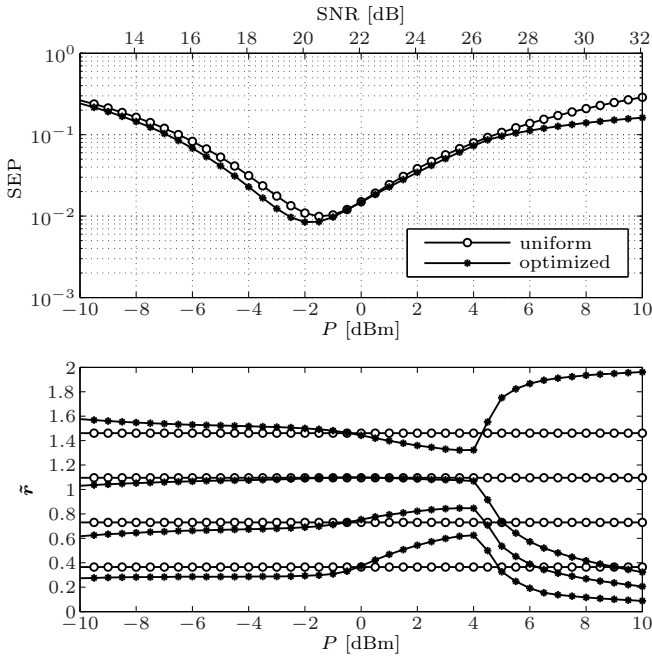 SNR [dB]
14 16 18 20 22 24 26 28 30 32
10^0
10^{-1}
10^{-2}
10^{-3}
SEP
uniform
optimized
−10 −8 −6 −4 −2 0 2 4 6 8 10
P [dBm]
2
1.8
1.6
1.4
1.2
1
0.8
0.6
0.4
0.2
0
r̃
−10 −8 −6 −4 −2 0 2 4 6 8 10
P [dBm]